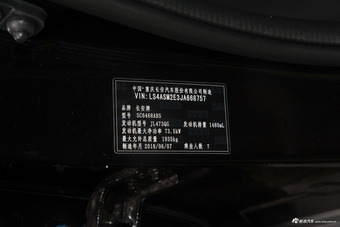 中国·重庆长安汽车股份有限公司制造
VIN: LS4ASM2E3JA668757
品牌 长安牌
型号 SC6468AB5
发动机型号 JL473QG 发动机排量 1480mL
发动机最大净功率 73.5kW
最大允许总质量 1935kg
制造年月 2018/06/07 乘坐人数 7